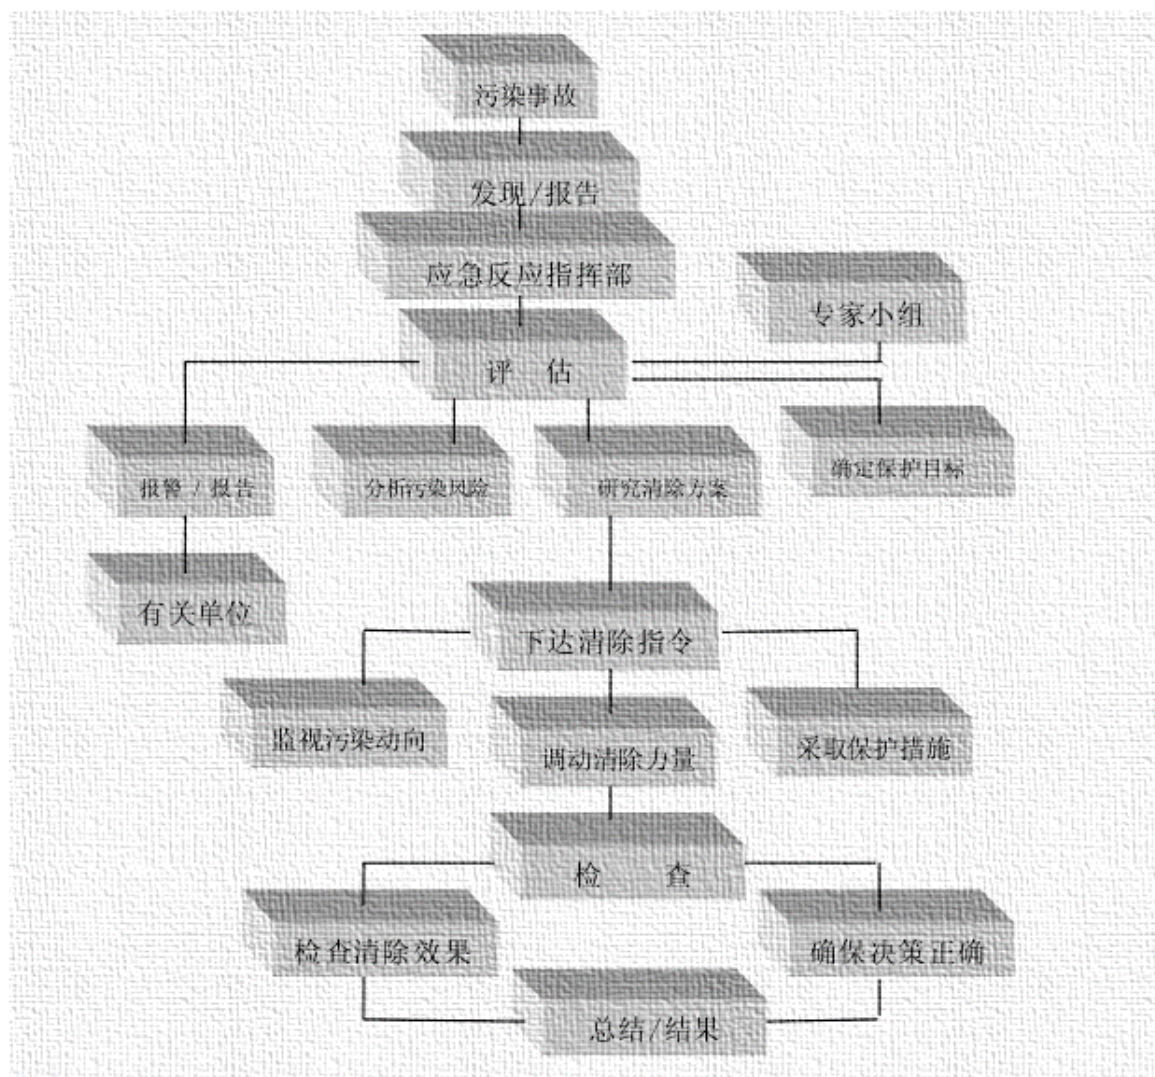 污染事故
发现/报告
应急反应指挥部
专家小组
评 估
报警 / 报告
分析污染风险
研究清除方案
确定保护目标
有关单位
下达清除指令
监视污染动向
调动清除力量
采取保护措施
检 查
检查清除效果
确保决策正确
总结/结果